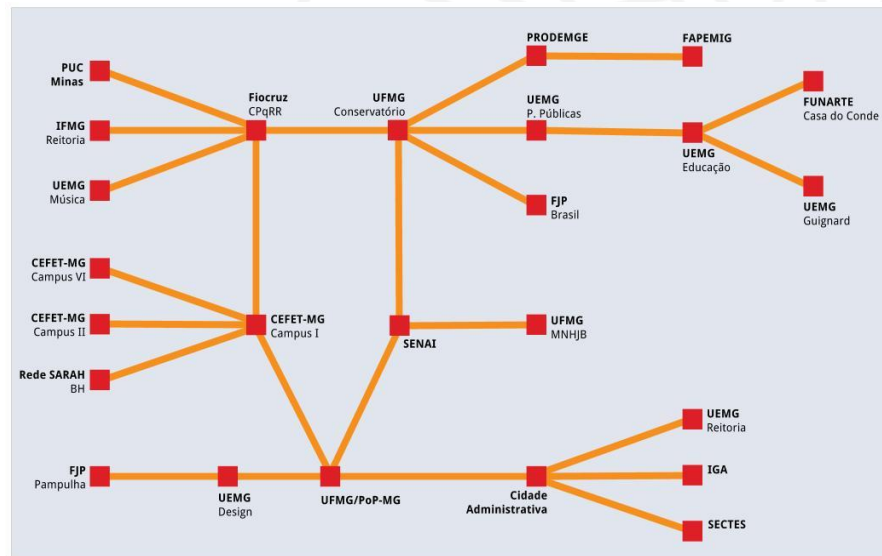 PRODEMGE
FAPEMIG
PUC
Minas
Fiocruz
CPqRR
UFMG
Conservatório
UEMG
P. Públicas
FUNARTE
Casa do Conde
IFMG
Reitoria
UEMG
Educação
UEMG
Música
FJP
Brasil
UEMG
Guignard
CEFET-MG
Campus VI
CEFET-MG
Campus II
CEFET-MG
Campus I
SENAI
UFMG
MNHJB
Rede SARAH
BH
UEMG
Reitoria
FJP
Pampulha
UEMG
Design
UFMG/PoP-MG
Cidade
Administrativa
IGA
SECTES